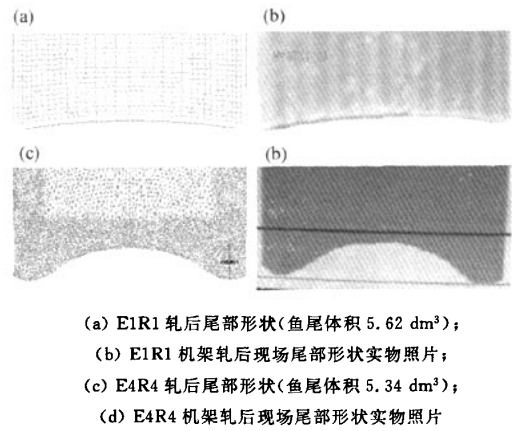 (a)
(b)
(c)
(b)
(a) E1R1 轧后尾部形状(鱼尾体积 5.62 dm³);
(b) E1R1 机架轧后现场尾部形状实物照片;
(c) E4R4 轧后尾部形状(鱼尾体积 5.34 dm³);
(d) E4R4 机架轧后现场尾部形状实物照片